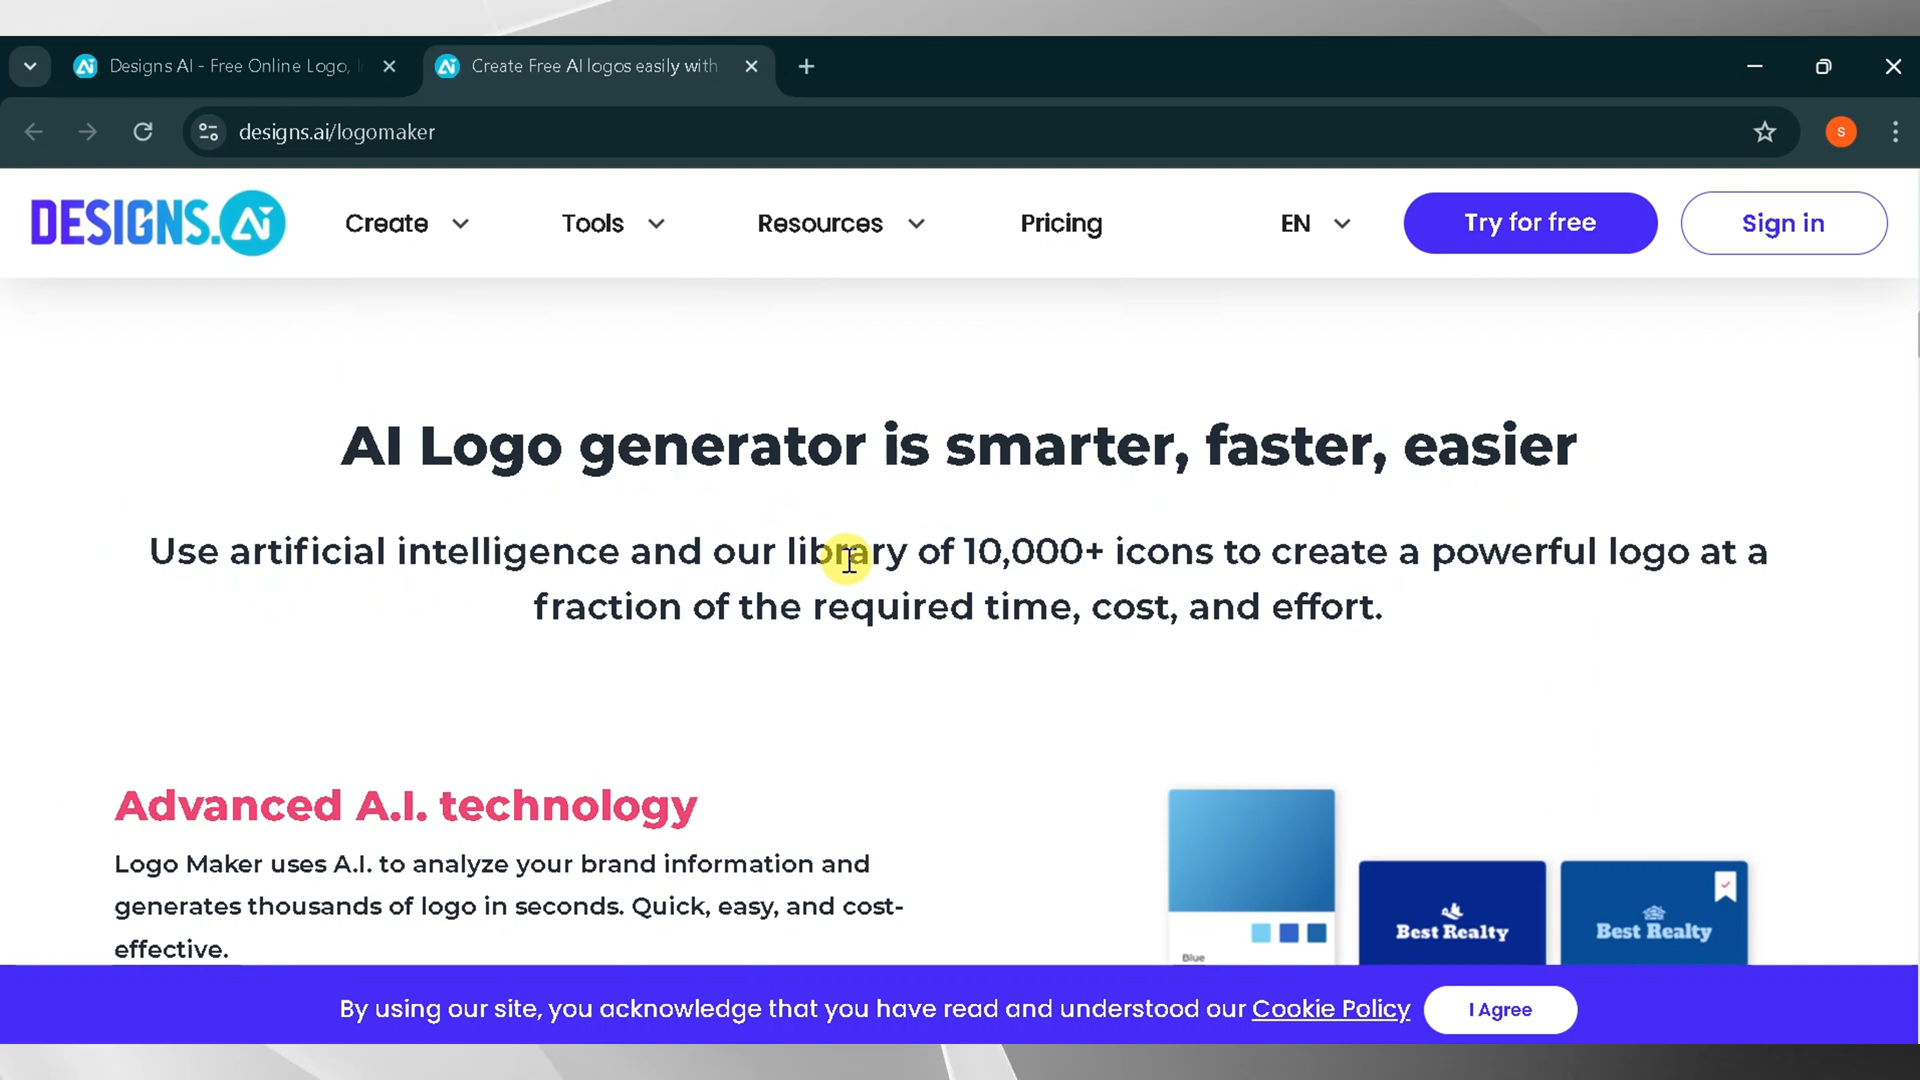 Designs AI - Free Online Logo,
Create Free AI logos easily with
designs.ai/logomaker
S
DESIGNS.Ai
Create
Tools
Resources
Pricing
EN
Try for free
Sign in
AI Logo generator is smarter, faster, easier
Use artificial intelligence and our library of 10,000+ icons to create a powerful logo at a
fraction of the required time, cost, and effort.
Advanced A.I. technology
Logo Maker uses A.I. to analyze your brand information and
generates thousands of logo in seconds. Quick, easy, and cost-
effective.
Blue
Best Realty
Best Realty
By using our site, you acknowledge that you have read and understood our Cookie Policy
I Agree